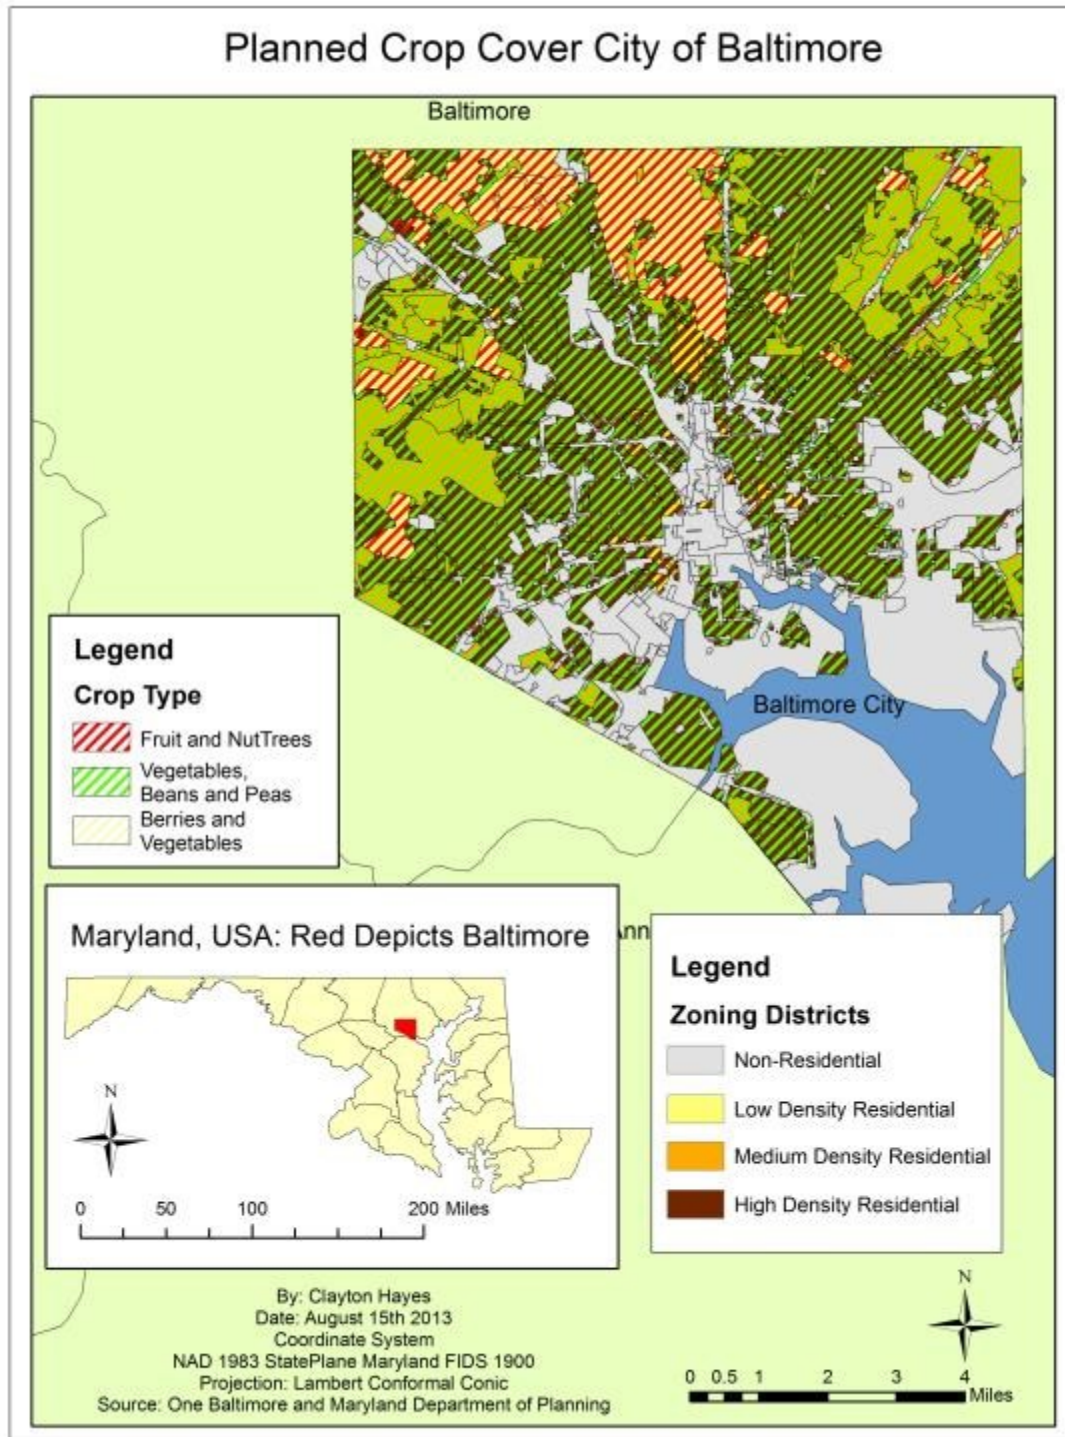 Planned Crop Cover City of Baltimore
Baltimore
Baltimore City
Legend
Crop Type
Fruit and NutTrees
Vegetables,
Beans and Peas
Berries and
Vegetables
Maryland, USA: Red Depicts Baltimore
N
0 50 100 200 Miles
Ann
Legend
Zoning Districts
Non-Residential
Low Density Residential
Medium Density Residential
High Density Residential
By: Clayton Hayes
Date: August 15th 2013
Coordinate System
NAD 1983 StatePlane Maryland FIDS 1900
Projection: Lambert Conformal Conic
Source: One Baltimore and Maryland Department of Planning
N
0 0.5 1 2 3 4
Miles